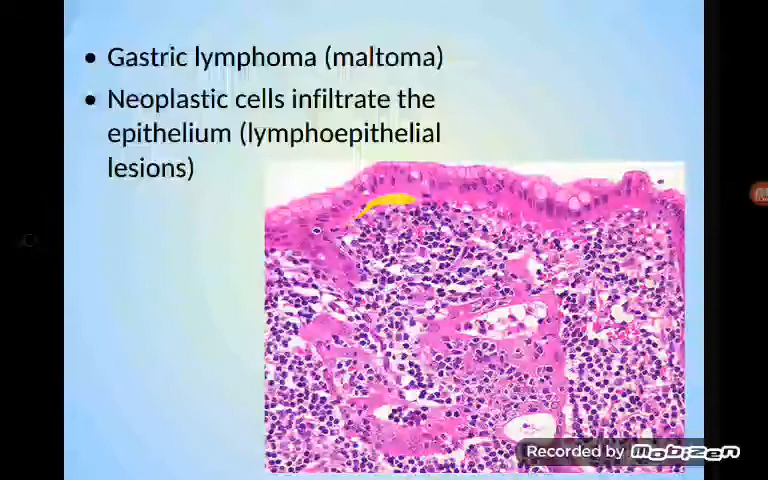 • Gastric lymphoma (maltoma)
• Neoplastic cells infiltrate the
epithelium (lymphoepithelial
lesions)
Recorded by Mobizen